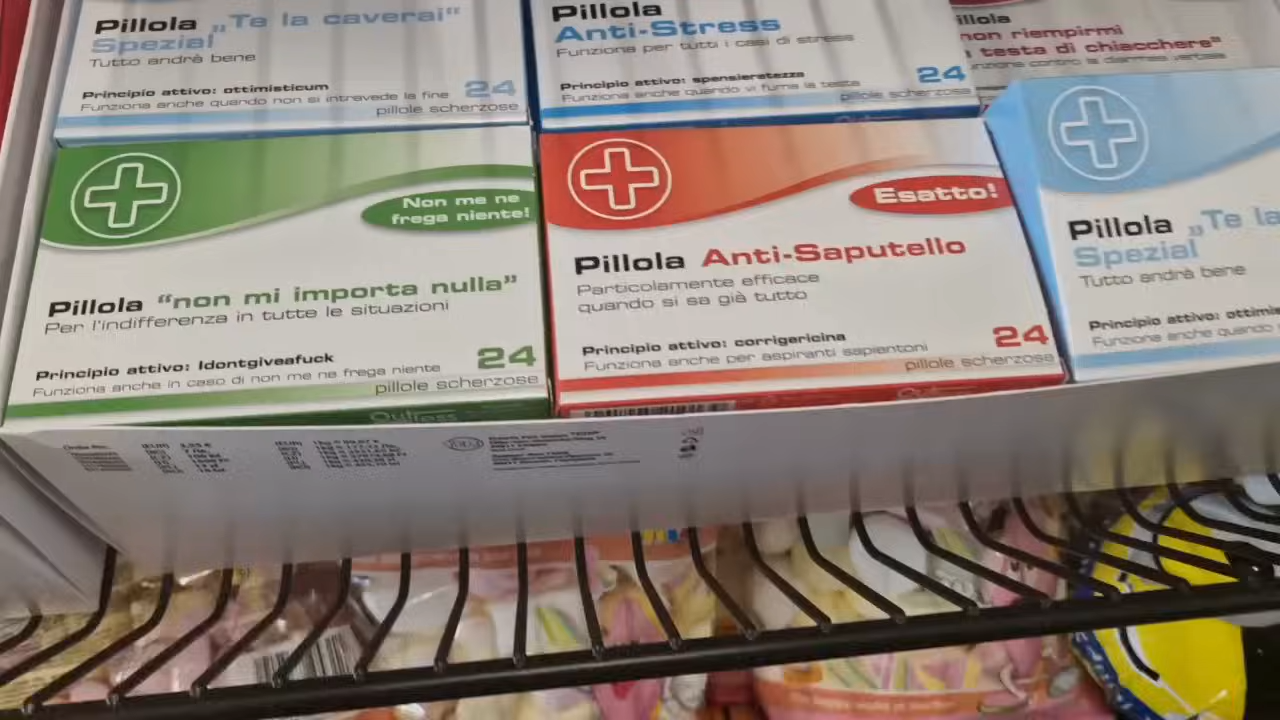 Pillola „Te la caverai“
Spezial
Tutto andrà bene
Principio attivo: ottimisticum
Funziona anche quando non si intravede la fine
24
pillole scherzose
Pillola
Anti-Stress
Funziona per tutti i casi di stress
Principio attivo: spensieratezza
Funziona anche quando vi fuma la testa
24
pillole scherzose
illola
non riempirmi
testa di chiacchere”
Non me ne
frega niente!
Pillola “non mi importa nulla”
Per l'indifferenza in tutte le situazioni
Principio attivo: Idontgiveafuck
Funziona anche in caso di non me ne frega niente
24
pillole scherzose
Esatto!
Pillola Anti-Saputello
Particolamente efficace
quando si sa già tutto
Principio attivo: corrigericina
Funziona anche per aspiranti sapientoni
24
pillole scherzose
Pillola „Te la
Spezial
Tutto andrà bene
Principio attivo: ottimis
Funziona anche quando